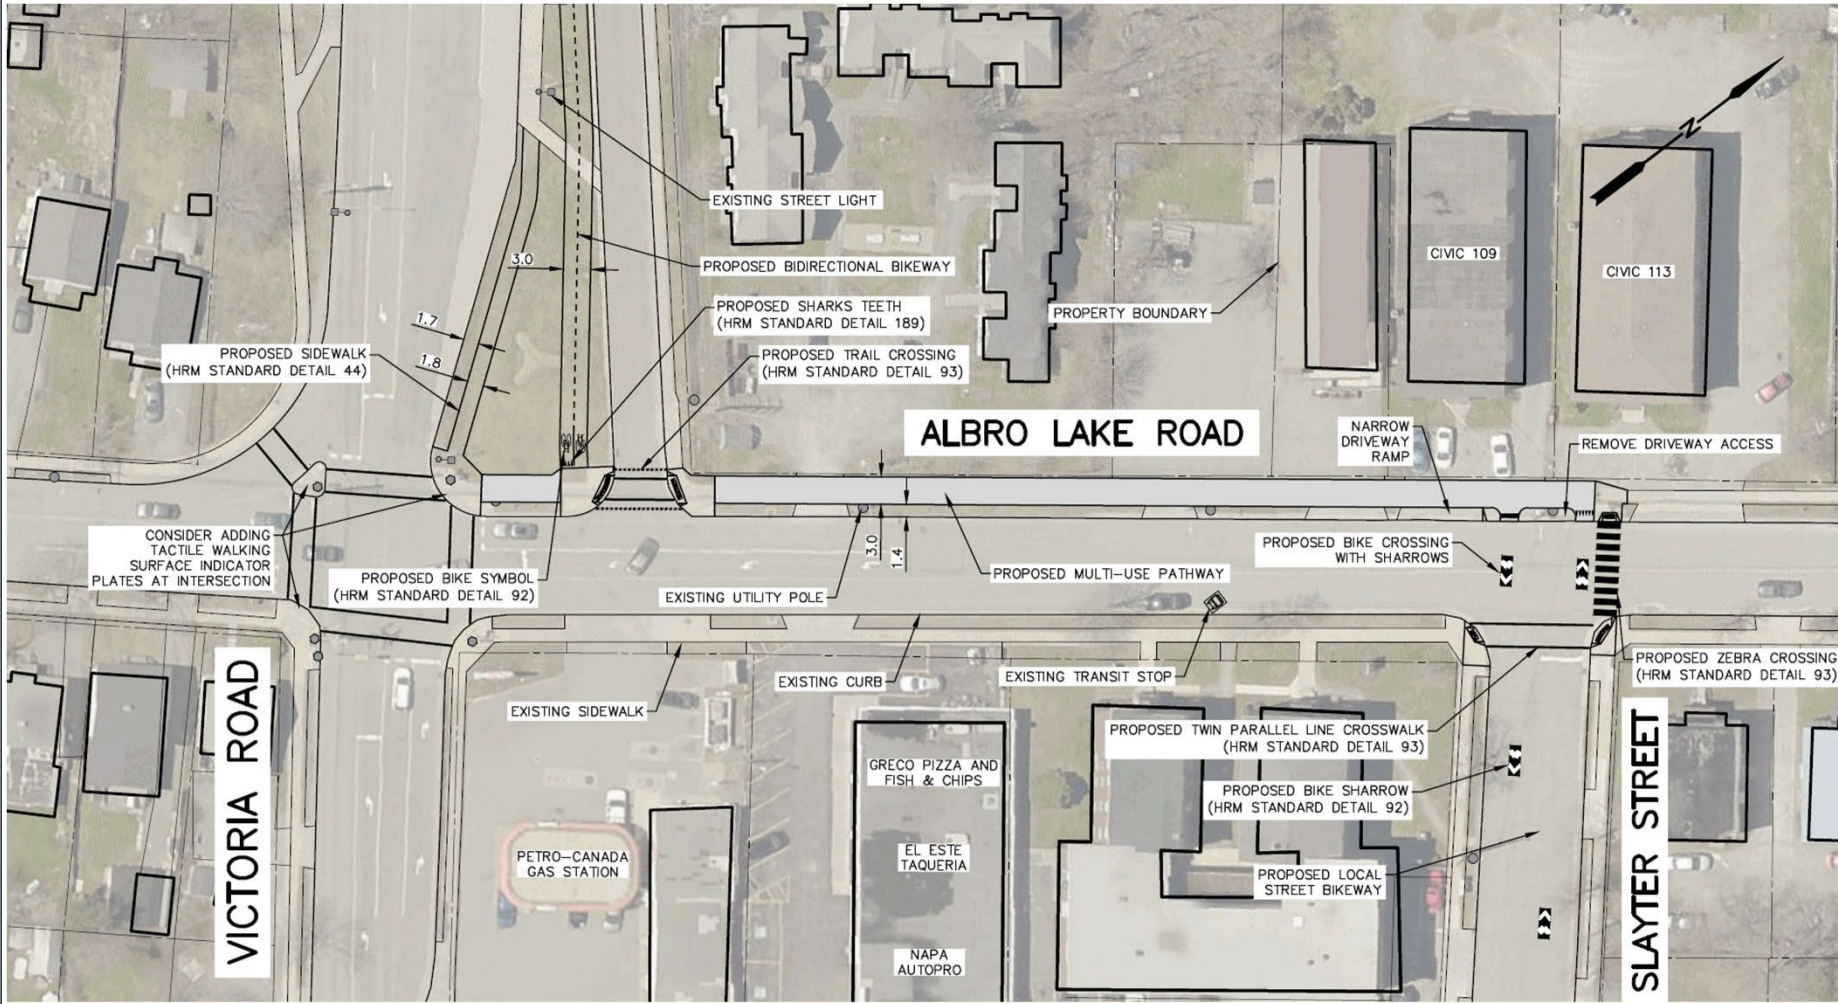 EXISTING STREET LIGHT
N
CIVIC 109
CIVIC 113
3.0
PROPOSED BIDIRECTIONAL BIKEWAY
PROPOSED SHARKS TEETH
(HRM STANDARD DETAIL 189)
PROPERTY BOUNDARY
1.7
1.8
PROPOSED SIDEWALK
(HRM STANDARD DETAIL 44)
PROPOSED TRAIL CROSSING
(HRM STANDARD DETAIL 93)
ALBRO LAKE ROAD
NARROW
DRIVEWAY
RAMP
REMOVE DRIVEWAY ACCESS
CONSIDER ADDING
TACTILE WALKING
SURFACE INDICATOR
PLATES AT INTERSECTION
PROPOSED BIKE SYMBOL
(HRM STANDARD DETAIL 92)
EXISTING UTILITY POLE
3.0
1.4
PROPOSED MULTI-USE PATHWAY
PROPOSED BIKE CROSSING
WITH SHARROWS
EXISTING SIDEWALK
EXISTING CURB
EXISTING TRANSIT STOP
PROPOSED ZEBRA CROSSING
(HRM STANDARD DETAIL 93)
PROPOSED TWIN PARALLEL LINE CROSSWALK
(HRM STANDARD DETAIL 93)
PROPOSED BIKE SHARROW
(HRM STANDARD DETAIL 92)
PROPOSED LOCAL
STREET BIKEWAY
VICTORIA ROAD
PETRO-CANADA
GAS STATION
GRECO PIZZA AND
FISH & CHIPS
EL ESTE
TAQUERIA
NAPA
AUTOPRO
SLAYTER STREET